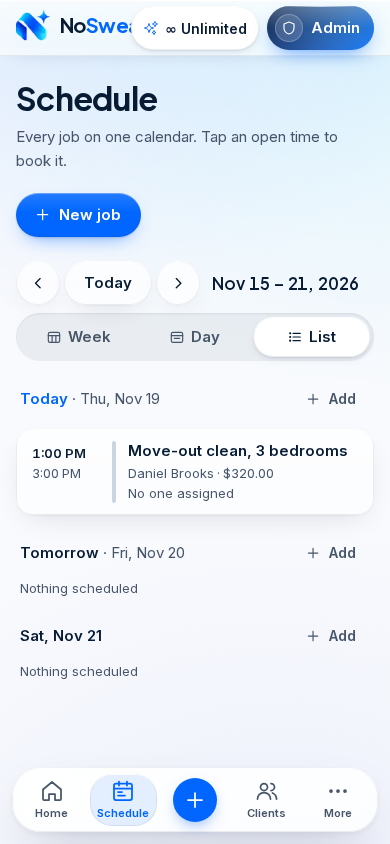 NoSwea
∞ Unlimited
Admin
Schedule
Every job on one calendar. Tap an open time to
book it.
New job
Today
Nov 15 – 21, 2026
Week
Day
List
Today · Thu, Nov 19
Add
1:00 PM
3:00 PM
Move-out clean, 3 bedrooms
Daniel Brooks · $320.00
No one assigned
Tomorrow · Fri, Nov 20
Add
Nothing scheduled
Sat, Nov 21
Add
Nothing scheduled
Home
Schedule
Clients
More